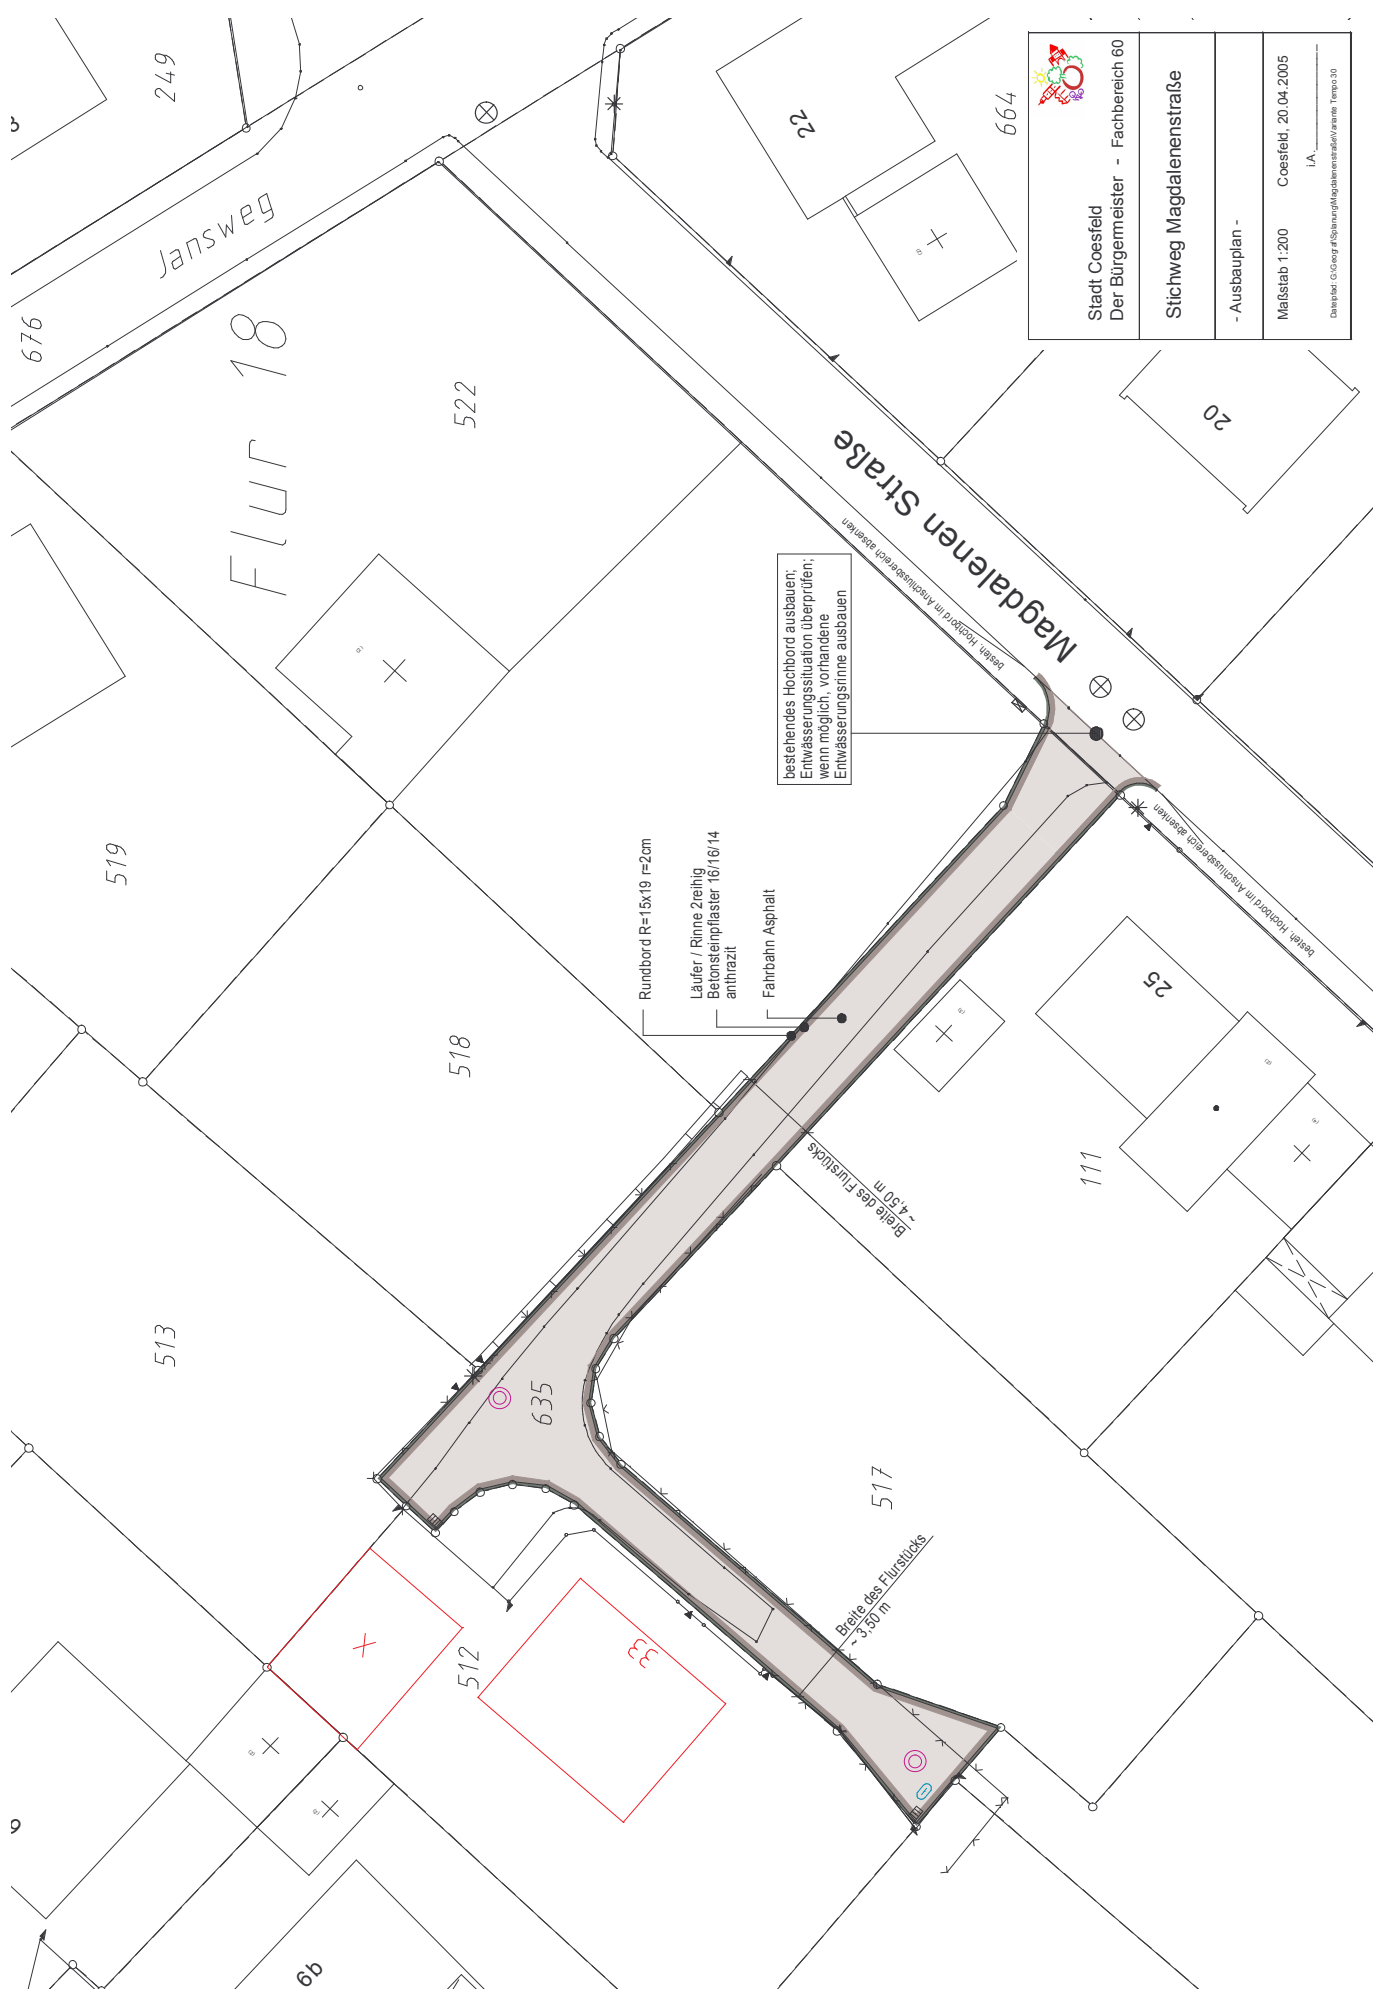 Stadt Coesfeld
Der Bürgermeister - Fachbereich 60
Stichweg Magdalenenstraße
- Ausbauplan -
Maßstab 1:200 Coesfeld, 20.04.2005
i.A.
249
Jansweg
676
Flur 18
522
22
664
20
Magdalenen Straße
besteh. Hochbord im Anschlussbereich absenken
bestehendes Hochbord ausbauen;
Entwässerungssituation überprüfen;
wenn möglich, vorhandene
Entwässerungsrinne ausbauen
besteh. Hochbord im Anschlussbereich absenken
519
Rundbord R=15x19 r=2cm
Läufer / Rinne 2reihig
Betonsteinpflaster 16/16/14
anthrazit
Fahrbahn Asphalt
25
518
111
Breite des Flurstücks
~ 4,50 m
513
635
517
Breite des Flurstücks
~ 3,50 m
512
33
6b